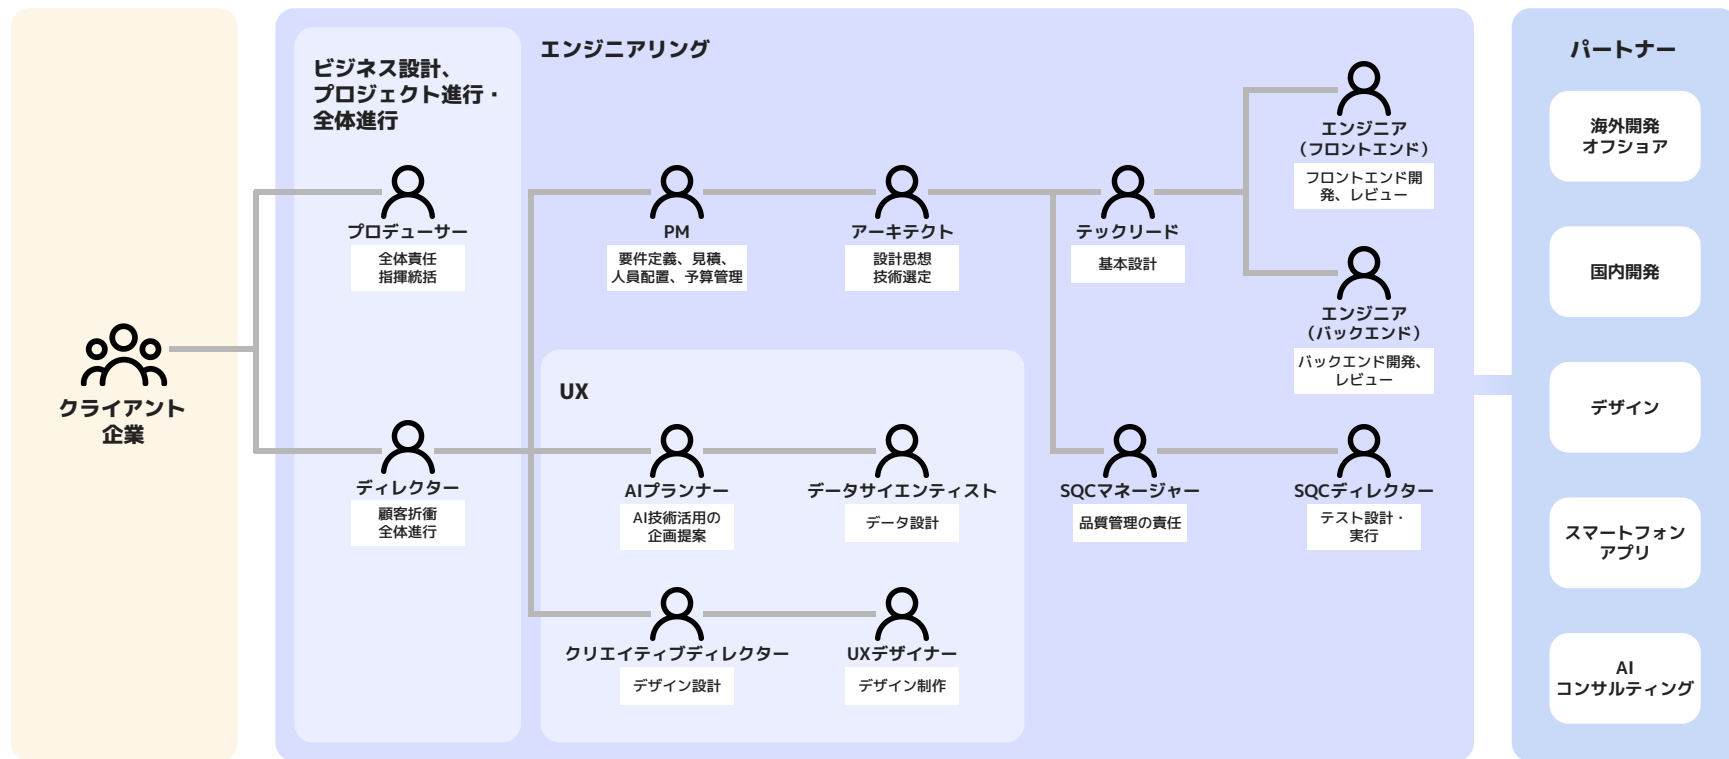 クライアント
企業
ビジネス設計、
プロジェクト進行・
全体進行
プロデューサー
全体責任
指揮統括
ディレクター
顧客折衝
全体進行
エンジニアリング
PM
要件定義、見積、
人員配置、予算管理
アーキテクト
設計思想
技術選定
テックリード
基本設計
エンジニア
（フロントエンド）
フロントエンド開
発、レビュー
エンジニア
（バックエンド）
バックエンド開発、
レビュー
UX
AIプランナー
AI技術活用の
企画提案
データサイエンティスト
データ設計
SQCマネージャー
品質管理の責任
SQCディレクター
テスト設計・
実行
クリエイティブディレクター
デザイン設計
UXデザイナー
デザイン制作
パートナー
海外開発
オフショア
国内開発
デザイン
スマートフォン
アプリ
AI
コンサルティング